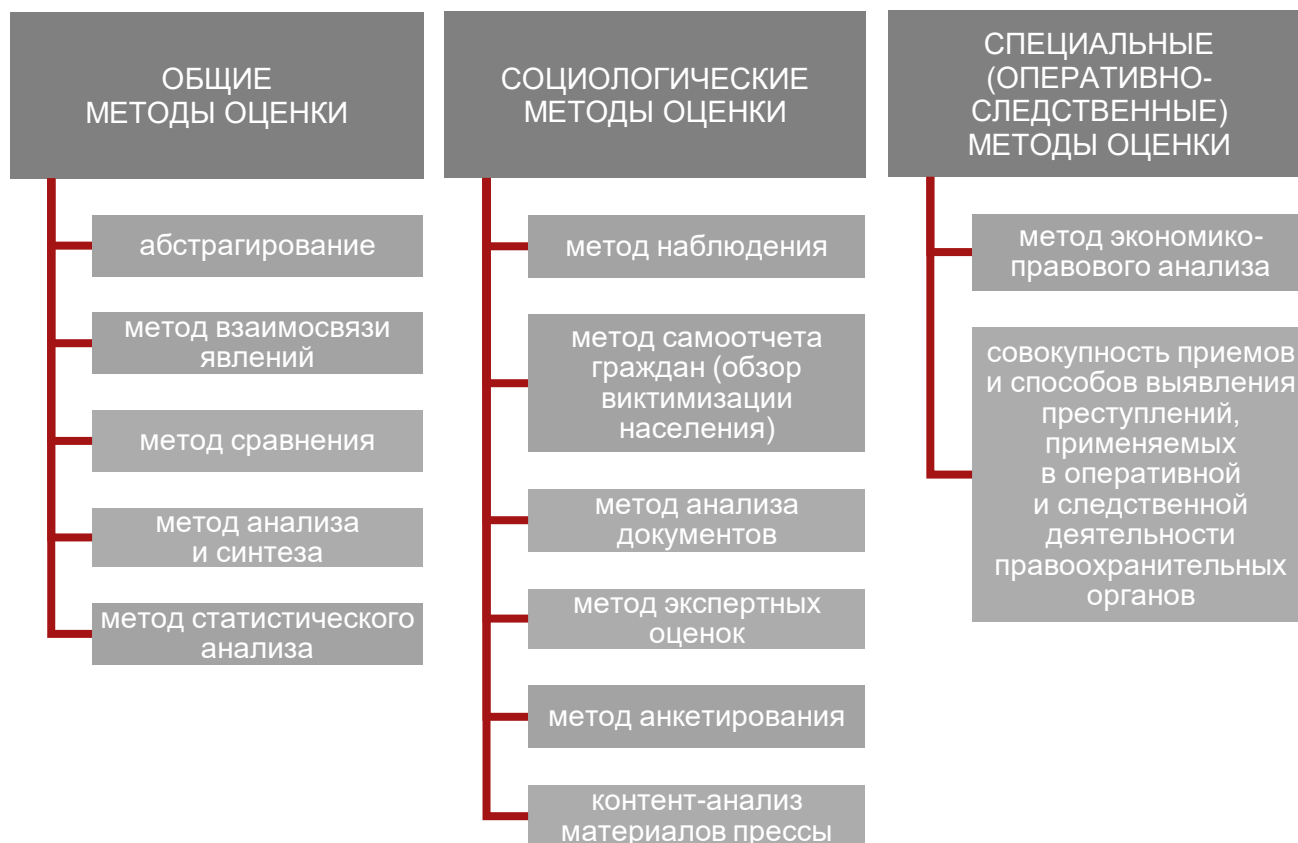 ОБЩИЕ
МЕТОДЫ ОЦЕНКИ
абстрагирование
метод взаимосвязи
явлений
метод сравнения
метод анализа
и синтеза
метод статистического
анализа
СОЦИОЛОГИЧЕСКИЕ
МЕТОДЫ ОЦЕНКИ
метод наблюдения
метод самоотчета
граждан (обзор
виктимизации
населения)
метод анализа
документов
метод экспертных
оценок
метод анкетирования
контент-анализ
материалов прессы
СПЕЦИАЛЬНЫЕ
(ОПЕРАТИВНО-
СЛЕДСТВЕННЫЕ)
МЕТОДЫ ОЦЕНКИ
метод экономико-
правового анализа
совокупность приемов
и способов выявления
преступлений,
применяемых
в оперативной
и следственной
деятельности
правоохранительных
органов